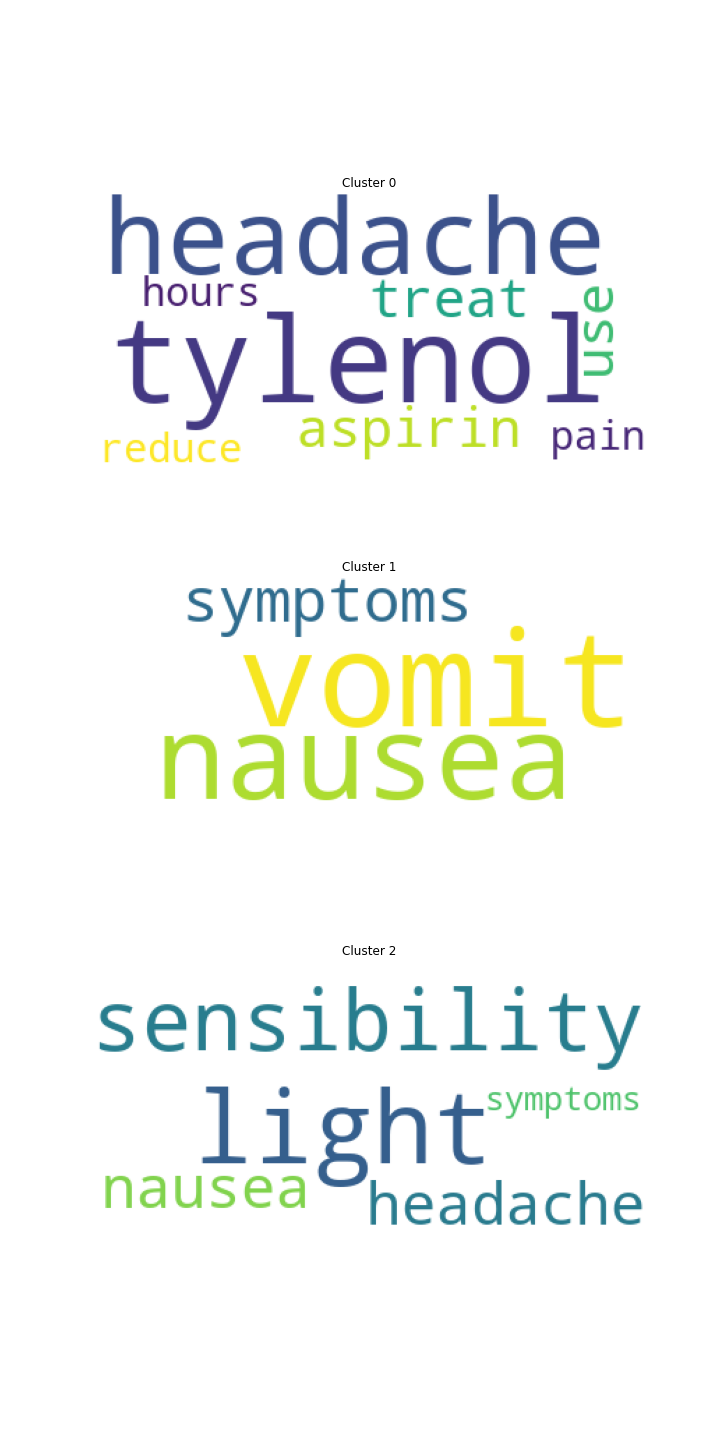 Cluster 0
headache
hours treat use
tylenol
reduce aspirin pain
Cluster 1
symptoms
vomit
nausea
Cluster 2
sensibility
light symptoms
nausea headache